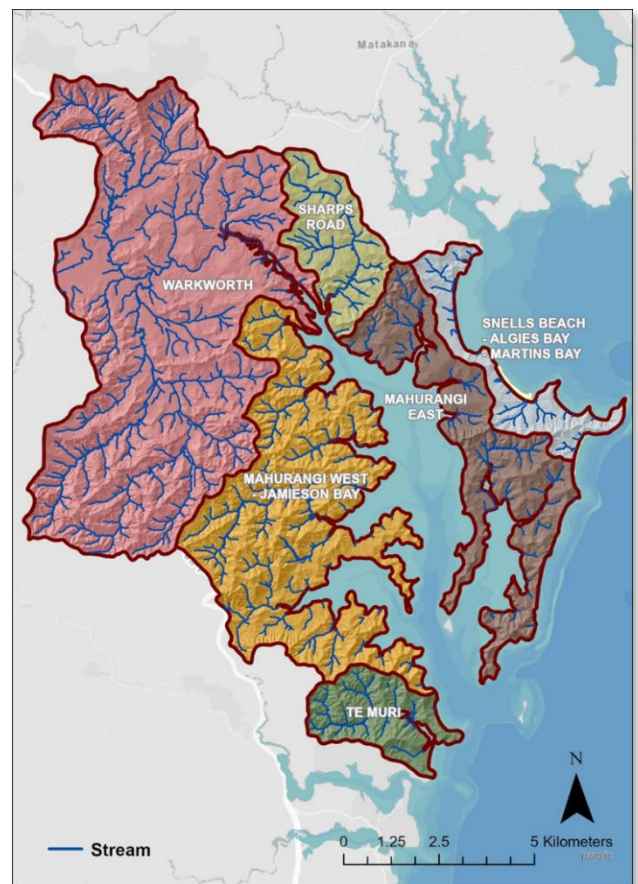 Matakana
SHARPS
ROAD
WARKWORTH
SNELLS BEACH
- ALGIES BAY
- MARTINS BAY
MAHURANGI
EAST
MAHURANGI WEST
- JAMIESON BAY
TE MURI
N
Stream
0 1.25 2.5 5 Kilometers
public